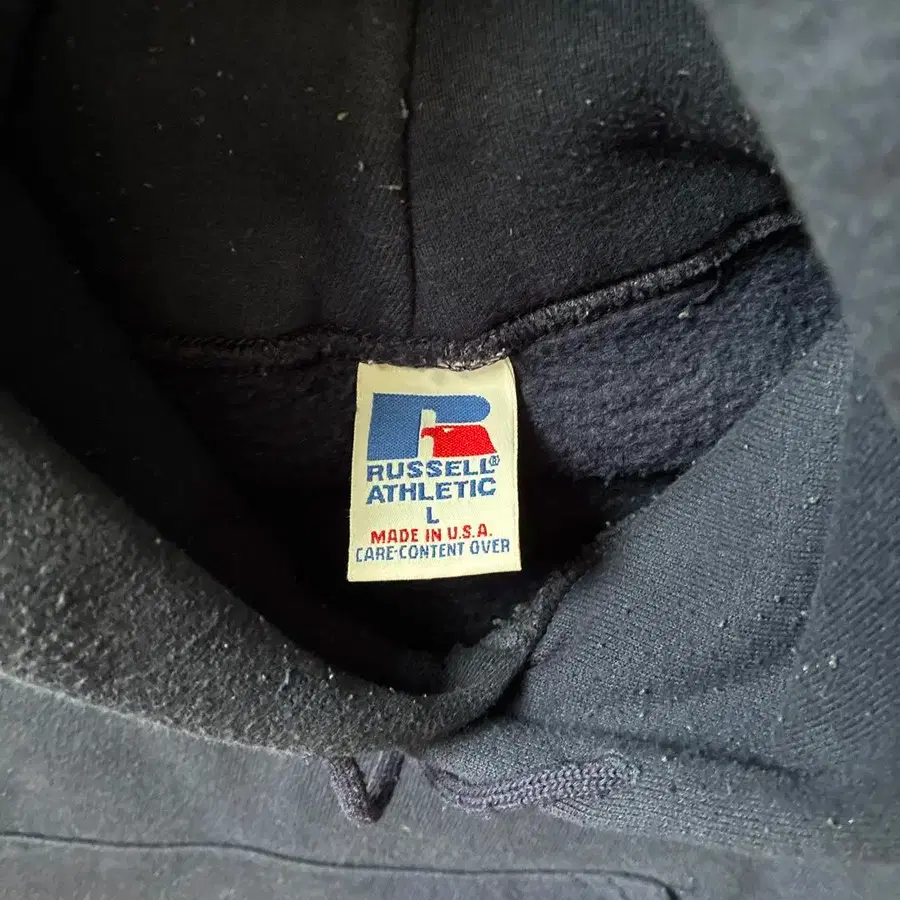 R
RUSSELL®
ATHLETIC
L
MADE IN U.S.A.
CARE-CONTENT OVER